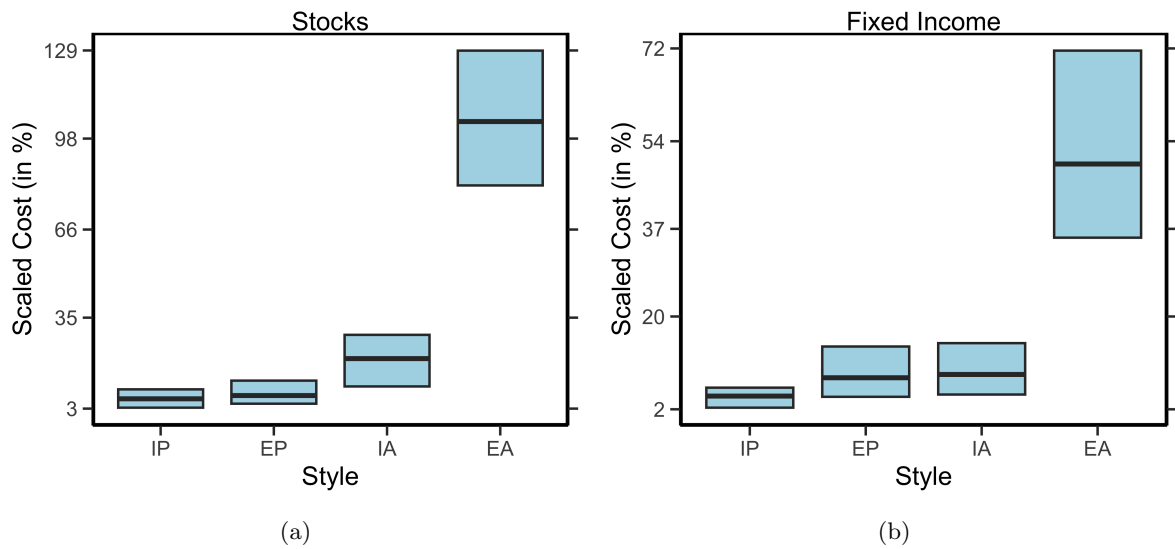 Stocks
129
98
66
35
3
Scaled Cost (in %)
IP EP IA EA
Style
(a)
Fixed Income
72
54
37
20
2
Scaled Cost (in %)
IP EP IA EA
Style
(b)